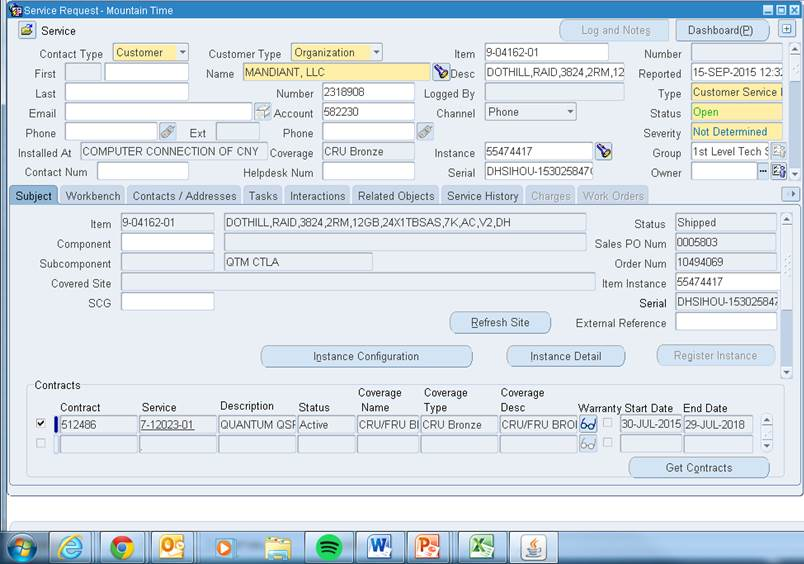 Service Request - Mountain Time
Service Log and Notes Dashboard(P)
Contact Type Customer Customer Type Organization Item 9-04162-01 Number
First Name MANDIANT, LLC Desc DOTHILL,RAID,3824,2RM,12 Reported 15-SEP-2015 12:32
Last Number 2318908 Logged By Type Customer Service
Email Account 582230 Channel Phone Status Open
Phone Ext Phone Severity Not Determined
Installed At COMPUTER CONNECTION OF CNY Coverage CRU Bronze Instance 55474417 Group 1st Level Tech S
Contact Num Helpdesk Num Serial DHSIHOU-1530258470 Owner
Subject Workbench Contacts / Addresses Tasks Interactions Related Objects Service History Charges Work Orders
Item 9-04162-01 DOTHILL,RAID,3824,2RM,12GB,24X1TBSAS,7K,AC,V2,DH Status Shipped
Component Sales PO Num 0005803
Subcomponent QTM CTLA Order Num 10494069
Covered Site Item Instance 55474417
SCG Serial DHSIHOU-15302584
Refresh Site External Reference
Instance Configuration Instance Detail Register Instance
Contracts
Contract Service Description Status Coverage Name Coverage Type Coverage Desc Warranty Start Date End Date
512486 7-12023-01 QUANTUM QSP Active CRU/FRU BI CRU Bronze CRU/FRU BRO 30-JUL-2015 29-JUL-2018
Get Contracts